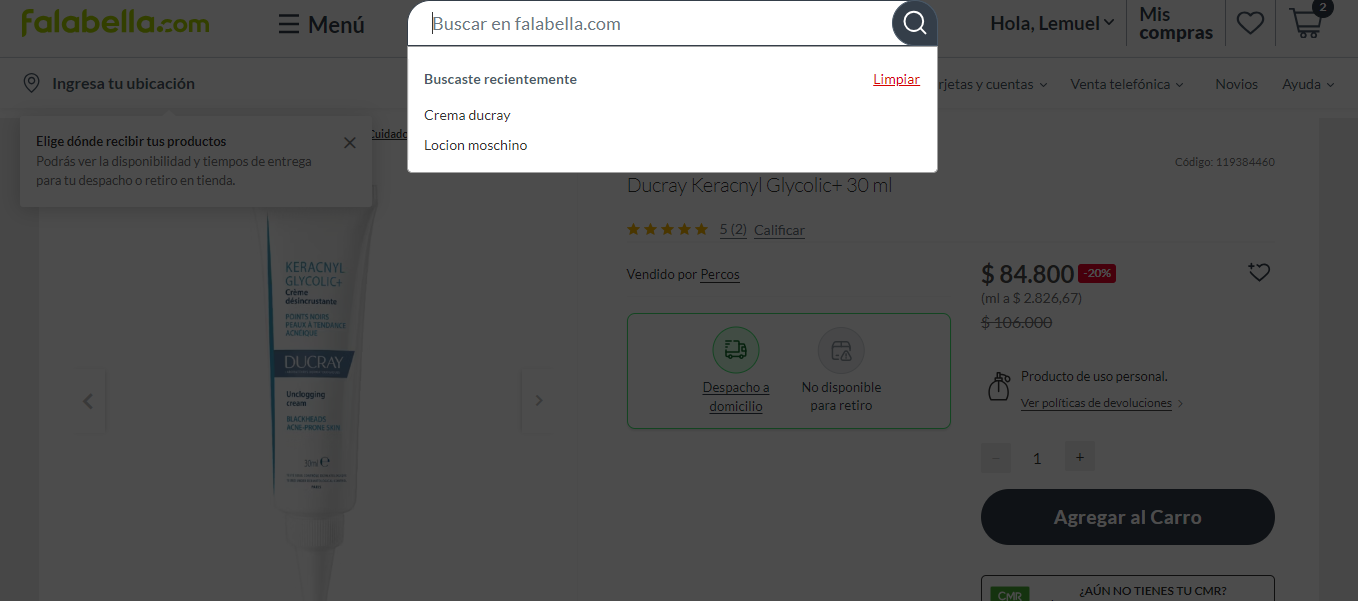 falabella.com
Menú
Buscar en falabella.com
Hola, Lemuel
Mis
compras
2
Ingresa tu ubicación
Buscaste recientemente
Limpiar
rjetas y cuentas
Venta telefónica
Novios
Ayuda
Crema ducray
Locion moschino
Elige dónde recibir tus productos
Podrás ver la disponibilidad y tiempos de entrega
para tu despacho o retiro en tienda.
Cuidado
Código: 119384460
Ducray Keracnyl Glycolic+ 30 ml
5 (2) Calificar
Vendido por Percos
$ 84.800 -20%
(ml a $ 2.826,67)
$ 106.000
Despacho a
domicilio
No disponible
para retiro
Producto de uso personal.
Ver políticas de devoluciones
1
+
Agregar al Carro
CMR
¿AÚN NO TIENES TU CMR?
KERACNYL
GLYCOLIC+
Crème
désincrustante
POINTS NOIRS
PEAUX À TENDANCE
ACNÉIQUE
DUCRAY
Unclogging
cream
BLACKHEADS
ACNE-PRONE SKIN
30ml ℮